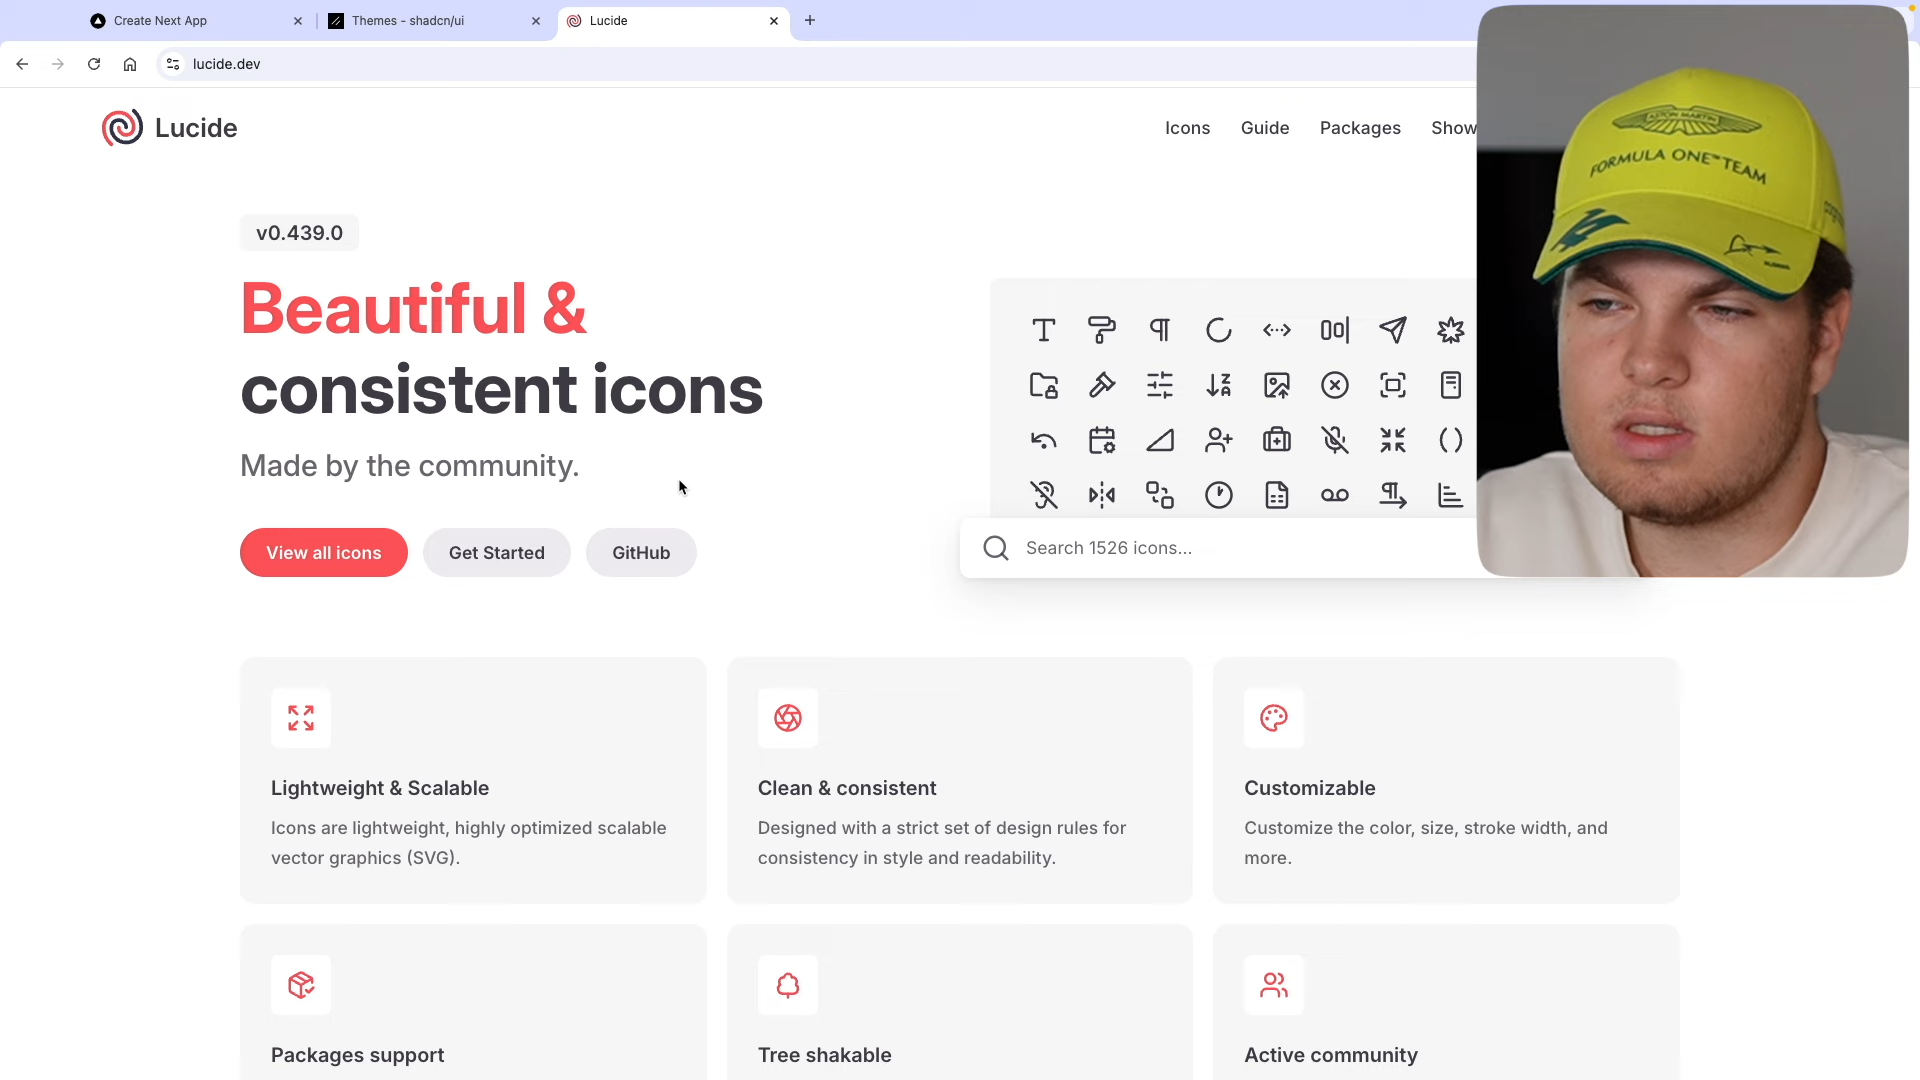 Create Next App
Themes - shadcn/ui
Lucide
lucide.dev
Lucide
Icons
Guide
Packages
Show
v0.439.0
Beautiful &
consistent icons
Made by the community.
View all icons
Get Started
GitHub
Search 1526 icons...
ASTON MARTIN
FORMULA ONE™ TEAM
Lightweight & Scalable
Icons are lightweight, highly optimized scalable
vector graphics (SVG).
Clean & consistent
Designed with a strict set of design rules for
consistency in style and readability.
Customizable
Customize the color, size, stroke width, and
more.
Packages support
Tree shakable
Active community